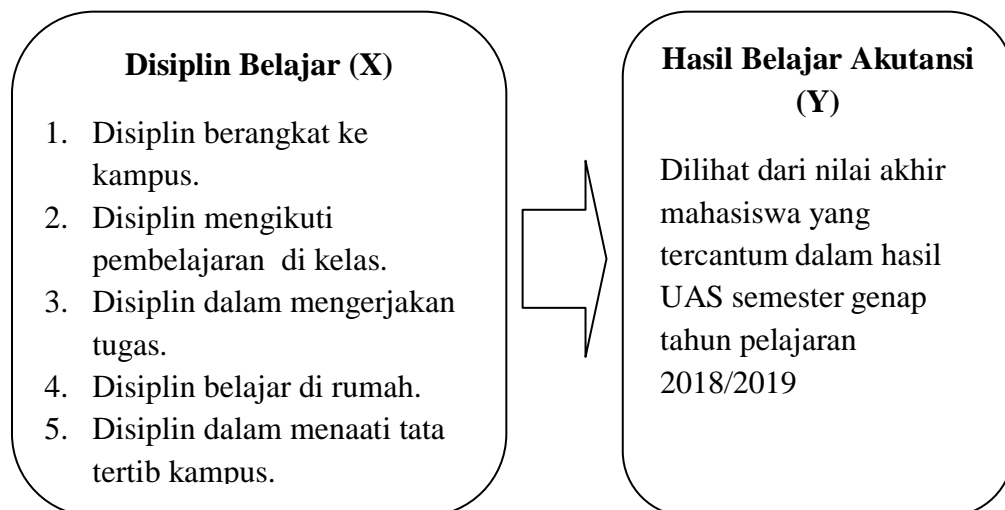 Disiplin Belajar (X)
1. Disiplin berangkat ke
kampus.
2. Disiplin mengikuti
pembelajaran di kelas.
3. Disiplin dalam mengerjakan
tugas.
4. Disiplin belajar di rumah.
5. Disiplin dalam menaati tata
tertib kampus.
Hasil Belajar Akutansi
(Y)
Dilihat dari nilai akhir
mahasiswa yang
tercantum dalam hasil
UAS semester genap
tahun pelajaran
2018/2019